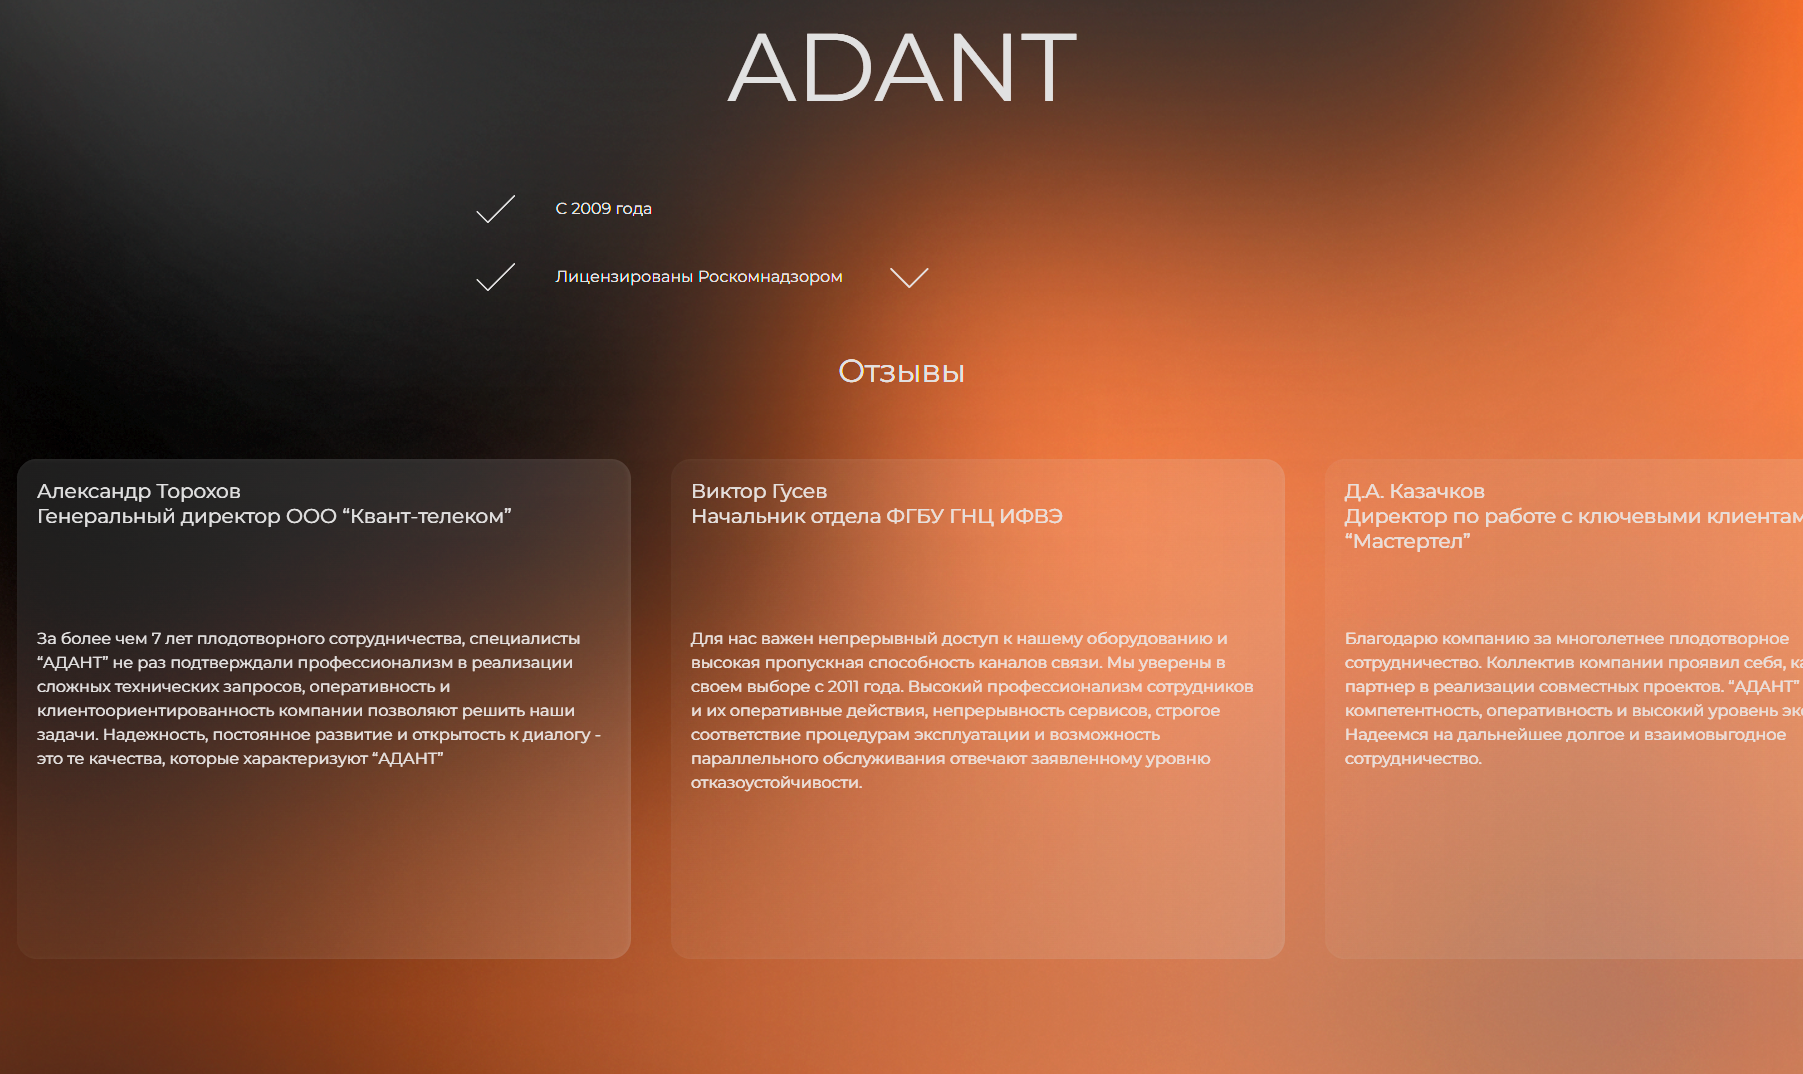 ADANT
С 2009 года
Лицензированы Роскомнадзором
Отзывы
Александр Торохов
Генеральный директор ООО “Квант-телеком”
За более чем 7 лет плодотворного сотрудничества, специалисты
“АДАНТ” не раз подтверждали профессионализм в реализации
сложных технических запросов, оперативность и
клиентоориентированность компании позволяют решить наши
задачи. Надежность, постоянное развитие и открытость к диалогу -
это те качества, которые характеризуют “АДАНТ”
Виктор Гусев
Начальник отдела ФГБУ ГНЦ ИФВЭ
Для нас важен непрерывный доступ к нашему оборудованию и
высокая пропускная способность каналов связи. Мы уверены в
своем выборе с 2011 года. Высокий профессионализм сотрудников
и их оперативные действия, непрерывность сервисов, строгое
соответствие процедурам эксплуатации и возможность
параллельного обслуживания отвечают заявленному уровню
отказоустойчивости.
Д.А. Казачков
Директор по работе с ключевыми клиентам
“Мастертел”
Благодарю компанию за многолетнее плодотворное
сотрудничество. Коллектив компании проявил себя,
партнер в реализации совместных проектов. “АДАНТ”
компетентность, оперативность и высокий уровень
Надеемся на дальнейшее долгое и взаимовыгодное
сотрудничество.